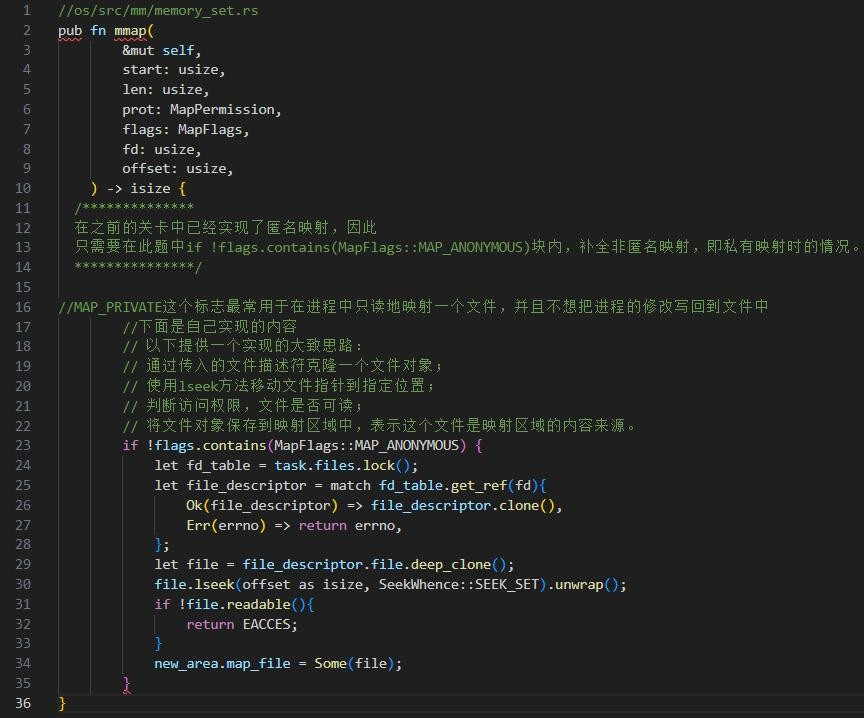 1 //os/src/mm/memory_set.rs
2 pub fn mmap(
3 &mut self,
4 start: usize,
5 len: usize,
6 prot: MapPermission,
7 flags: MapFlags,
8 fd: usize,
9 offset: usize,
10 ) -> isize {
11 /**************
12 在之前的关卡中已经实现了匿名映射，因此
13 只需要在此题中if !flags.contains(MapFlags::MAP_ANONYMOUS)块内，补全非匿名映射，即私有映射时的情况。
14 ***************/
15
16 //MAP_PRIVATE这个标志最常用于在进程中只读地映射一个文件，并且不想把进程的修改写回到文件中
17 //下面是自己实现的内容
18 // 以下提供一个实现的大致思路：
19 // 通过传入的文件描述符克隆一个文件对象；
20 // 使用lseek方法移动文件指针到指定位置；
21 // 判断访问权限，文件是否可读；
22 // 将文件对象保存到映射区域中，表示这个文件是映射区域的内容来源。
23 if !flags.contains(MapFlags::MAP_ANONYMOUS) {
24 let fd_table = task.files.lock();
25 let file_descriptor = match fd_table.get_ref(fd){
26 Ok(file_descriptor) => file_descriptor.clone(),
27 Err(errno) => return errno,
28 };
29 let file = file_descriptor.file.deep_clone();
30 file.lseek(offset as isize, SeekWhence::SEEK_SET).unwrap();
31 if !file.readable(){
32 return EACCES;
33 }
34 new_area.map_file = Some(file);
35 }
36 }